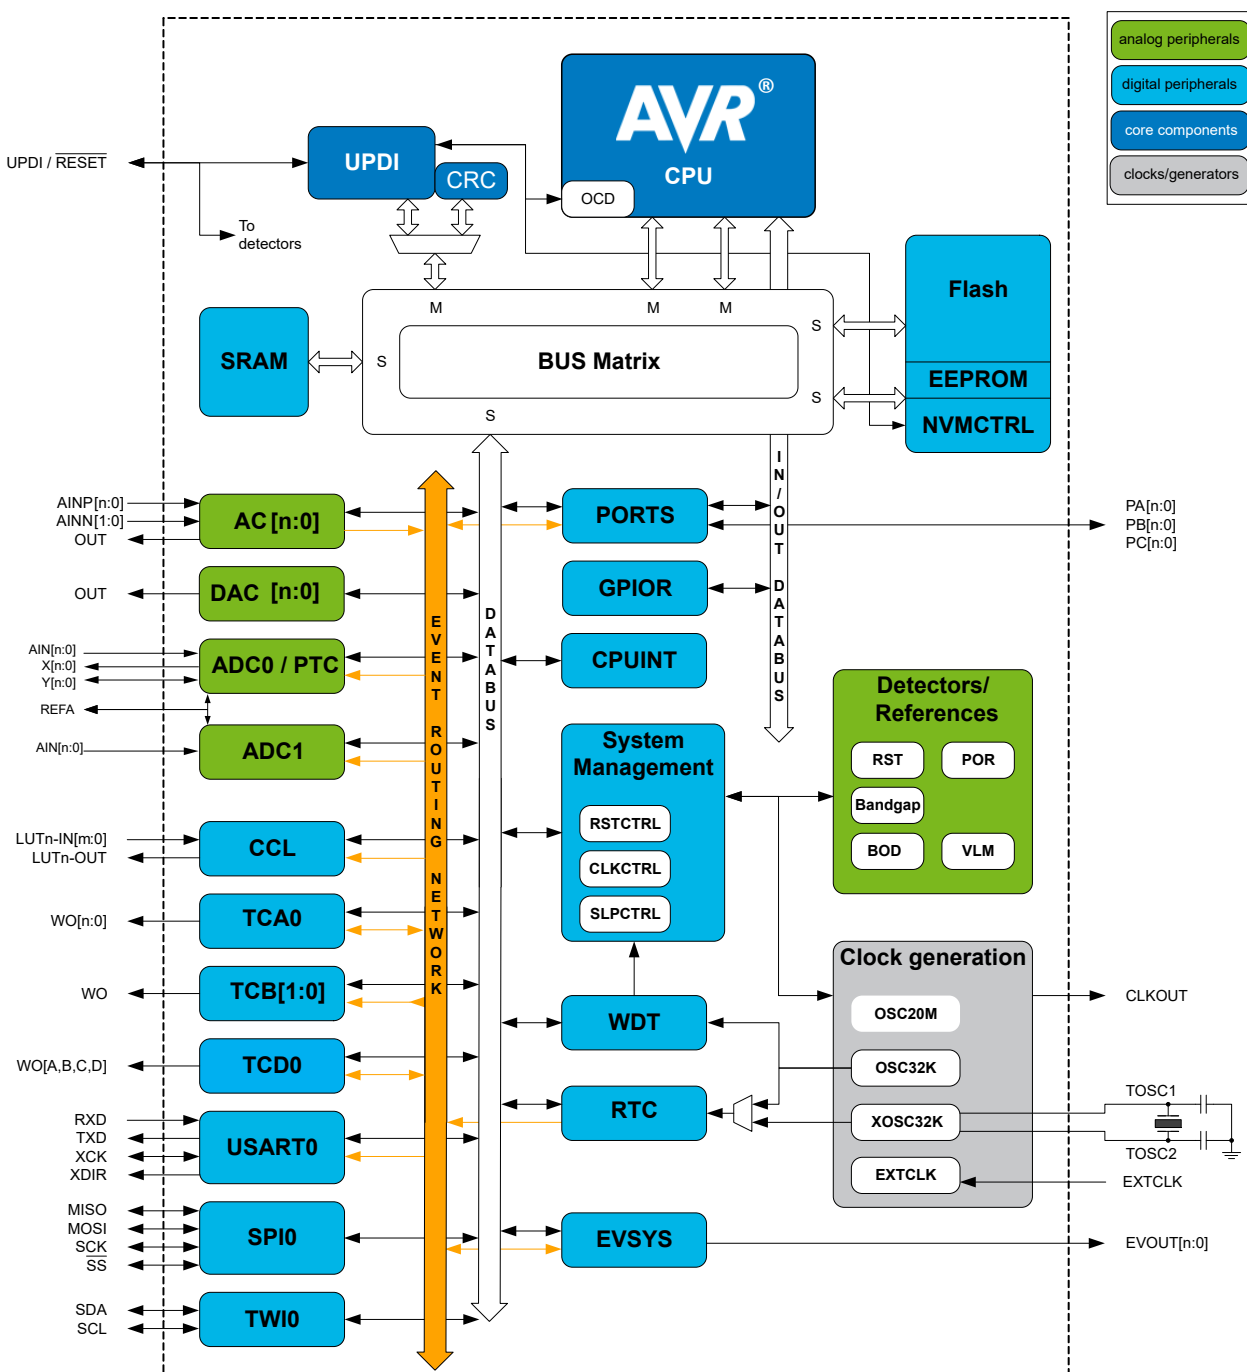 analog peripherals
digital peripherals
core components
clocks/generators
AVR®
CPU
OCD
UPDI / RESET
UPDI
CRC
To
detectors
M
M
M
BUS Matrix
S
S
S
S
SRAM
Flash
EEPROM
NVMCTRL
AINP[n:0]
AINN[1:0]
OUT
AC [n:0]
PORTS
PA[n:0]
PB[n:0]
PC[n:0]
OUT
DAC [n:0]
GPIOR
AIN[n:0]
X[n:0]
Y[n:0]
ADC0 / PTC
CPUINT
REFA
AIN[n:0]
ADC1
EVENT ROUTING NETWORK
DATABUS
IN/OUT DATABUS
System
Management
RSTCTRL
CLKCTRL
SLPCTRL
Detectors/
References
RST
POR
Bandgap
BOD
VLM
LUTn-IN[m:0]
LUTn-OUT
CCL
WO[n:0]
TCA0
WO
TCB[1:0]
WDT
Clock generation
OSC20M
OSC32K
XOSC32K
EXTCLK
CLKOUT
TOSC1
TOSC2
EXTCLK
WO[A,B,C,D]
TCD0
RTC
RXD
TXD
XCK
XDIR
USART0
MISO
MOSI
SCK
SS
SPI0
EVSYS
EVOUT[n:0]
SDA
SCL
TWI0